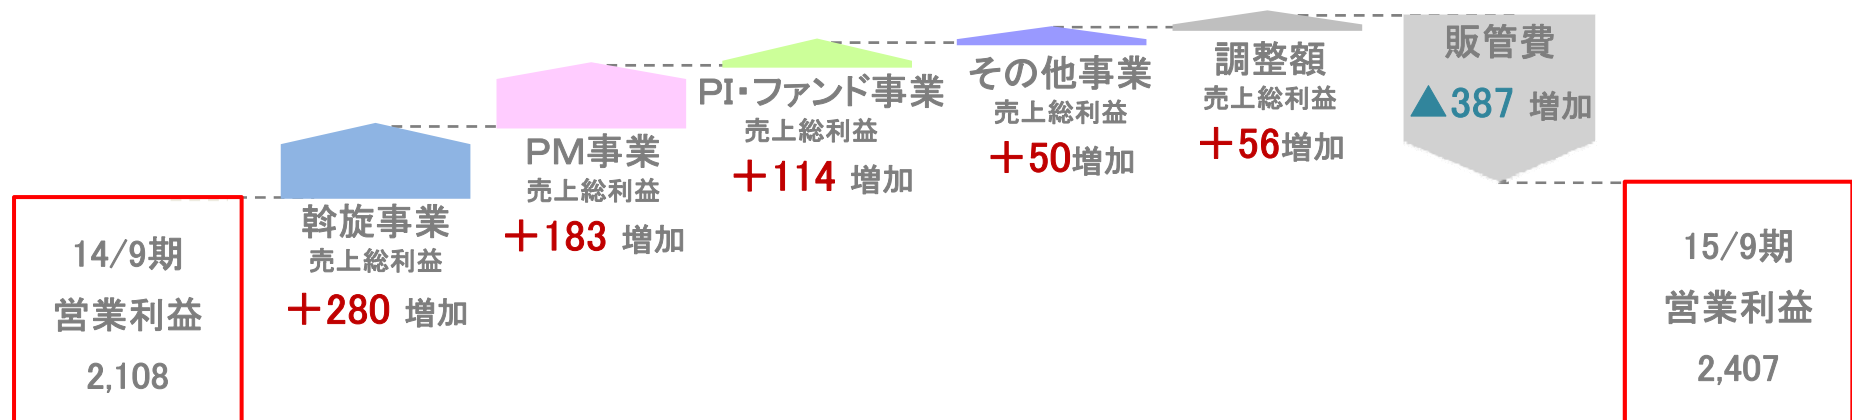 14/9期
営業利益
2,108
斡旋事業
売上総利益
＋280 増加
PM事業
売上総利益
＋183 増加
PI・ファンド事業
売上総利益
＋114 増加
その他事業
売上総利益
＋50増加
調整額
売上総利益
＋56増加
販管費
▲387 増加
15/9期
営業利益
2,407